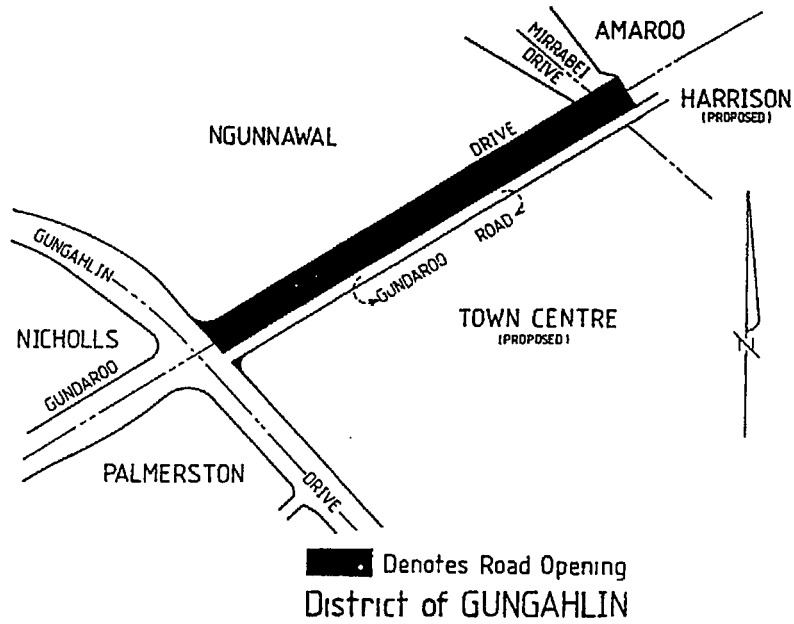 AMAROO
MIRRABEI
DRIVE
HARRISON
(PROPOSED)
NGUNNAWAL
DRIVE
ROAD
GUNDAROO
GUNGAHLIN
TOWN CENTRE
(PROPOSED)
NICHOLLS
GUNDAROO
N
PALMERSTON
DRIVE
Denotes Road Opening
District of GUNGAHLIN